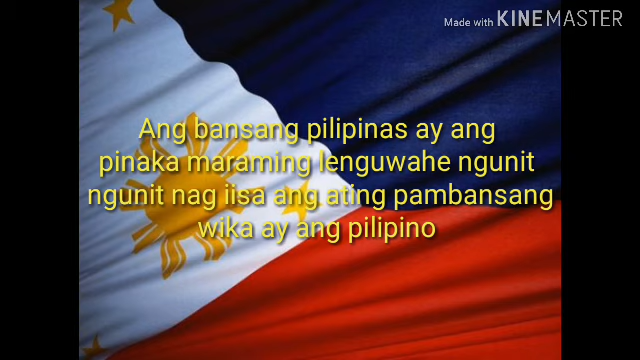 Made with KINEMASTER
Ang bansang pilipinas ay ang
pinaka maraming lenguwahe ngunit
ngunit nag iisa ang ating pambansang
wika ay ang pilipino